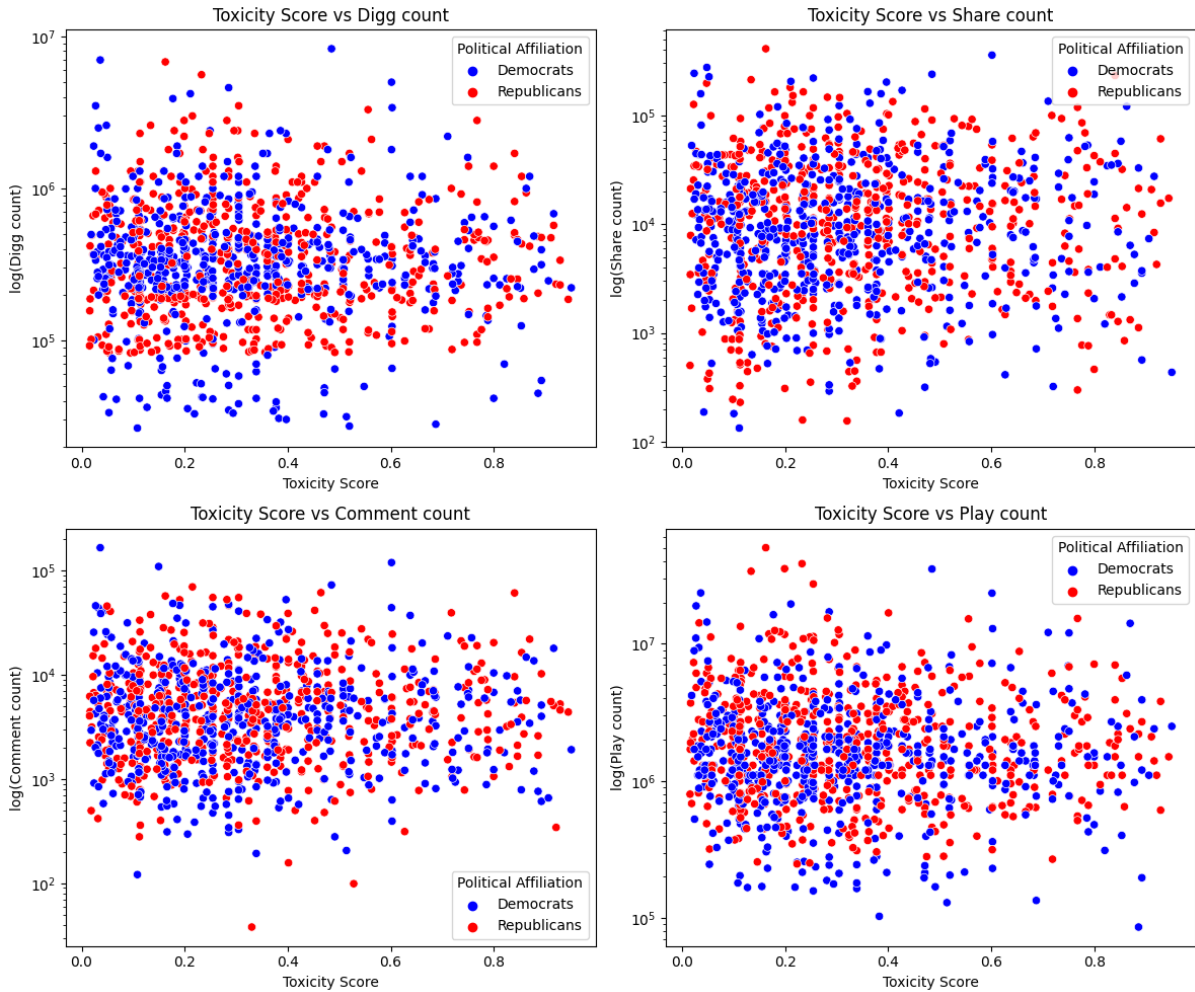 Toxicity Score vs Digg count
log(Digg count)
10^7
10^6
10^5
Political Affiliation
Democrats
Republicans
0.0 0.2 0.4 0.6 0.8
Toxicity Score
Toxicity Score vs Share count
log(Share count)
10^5
10^4
10^3
10^2
Political Affiliation
Democrats
Republicans
0.0 0.2 0.4 0.6 0.8
Toxicity Score
Toxicity Score vs Comment count
log(Comment count)
10^5
10^4
10^3
10^2
Political Affiliation
Democrats
Republicans
0.0 0.2 0.4 0.6 0.8
Toxicity Score
Toxicity Score vs Play count
log(Play count)
10^7
10^6
10^5
Political Affiliation
Democrats
Republicans
0.0 0.2 0.4 0.6 0.8
Toxicity Score